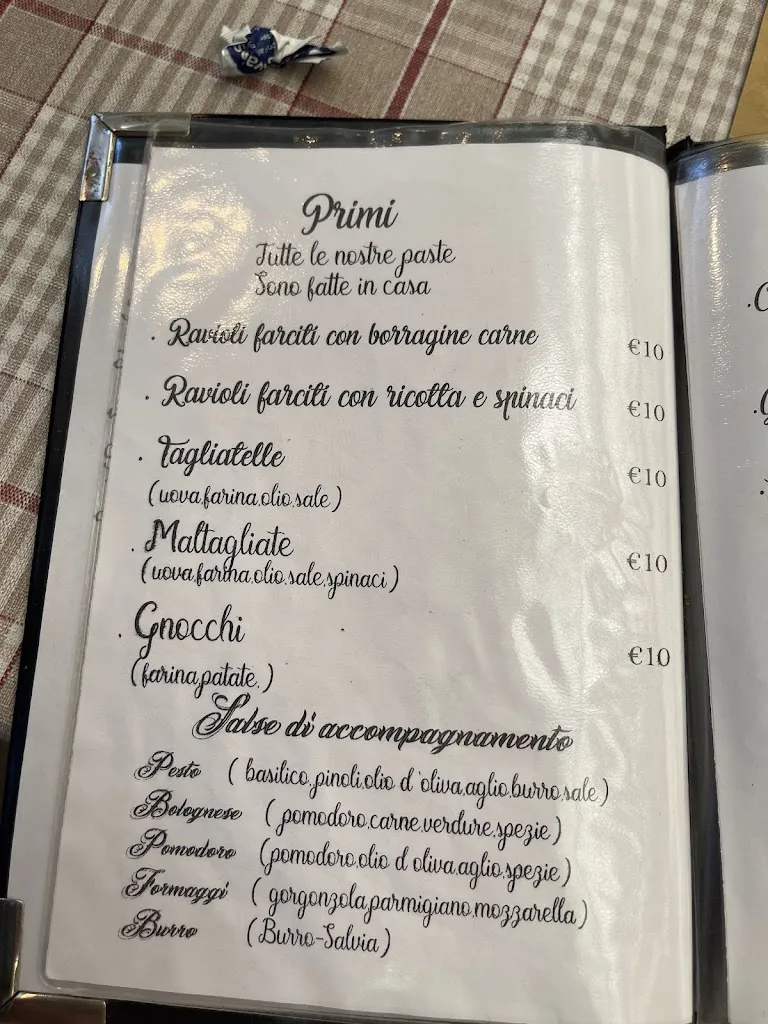 Primi
Tutte le nostre paste
Sono fatte in casa
. Ravioli farciti con borragine carne €10
. Ravioli farciti con ricotta e spinaci €10
. Tagliatelle €10
(uova,farina,olio,sale)
. Maltagliate €10
(uova,farina,olio,sale,spinaci)
. Gnocchi €10
(farina,patate,)
Salse di accompagnamento
Pesto (basilico,pinoli,olio d'oliva,aglio,burro,sale)
Bolognese (pomodoro,carne,verdure,spezie)
Pomodoro (pomodoro,olio d oliva,aglio,spezie)
Formaggi (gorgonzola,parmigiano,mozzarella)
Burro (Burro-Salvia)